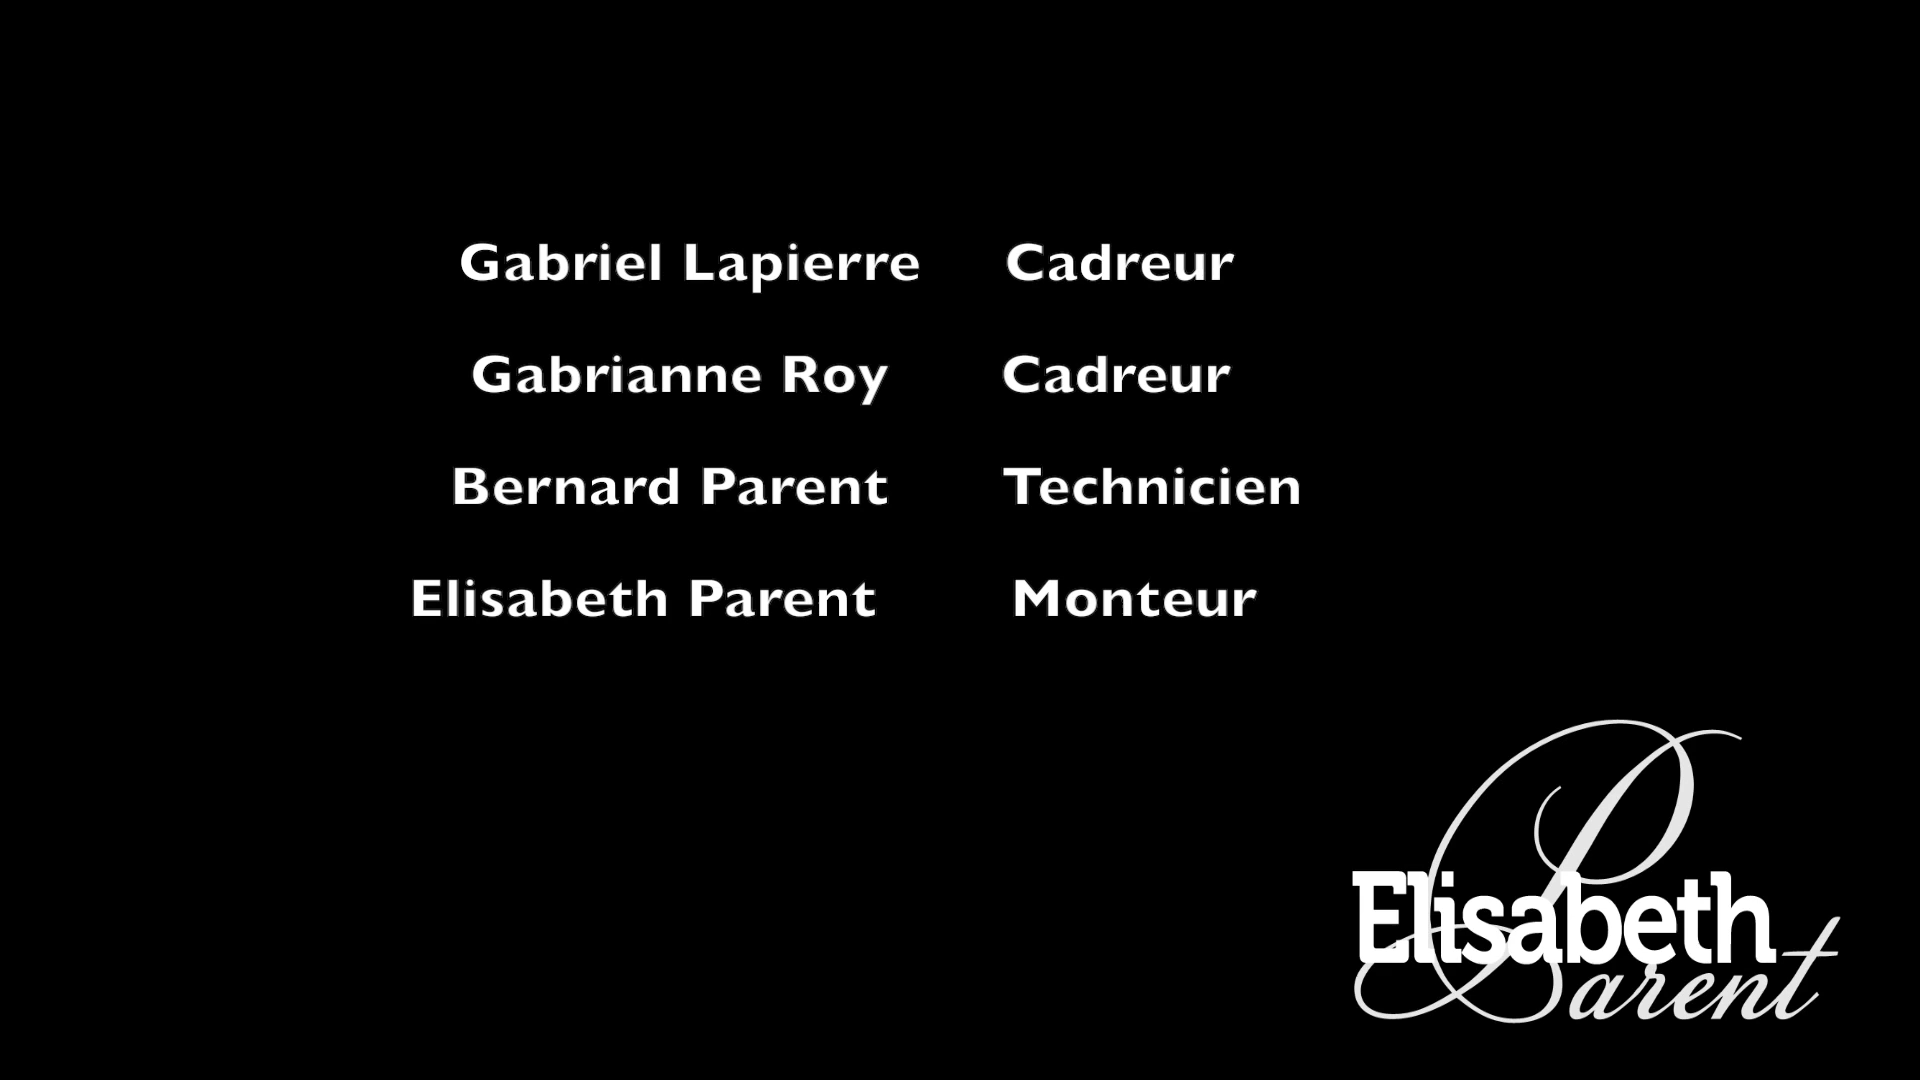 Gabriel Lapierre Cadreur
Gabrianne Roy Cadreur
Bernard Parent Technicien
Elisabeth Parent Monteur
Elisabeth
Parent